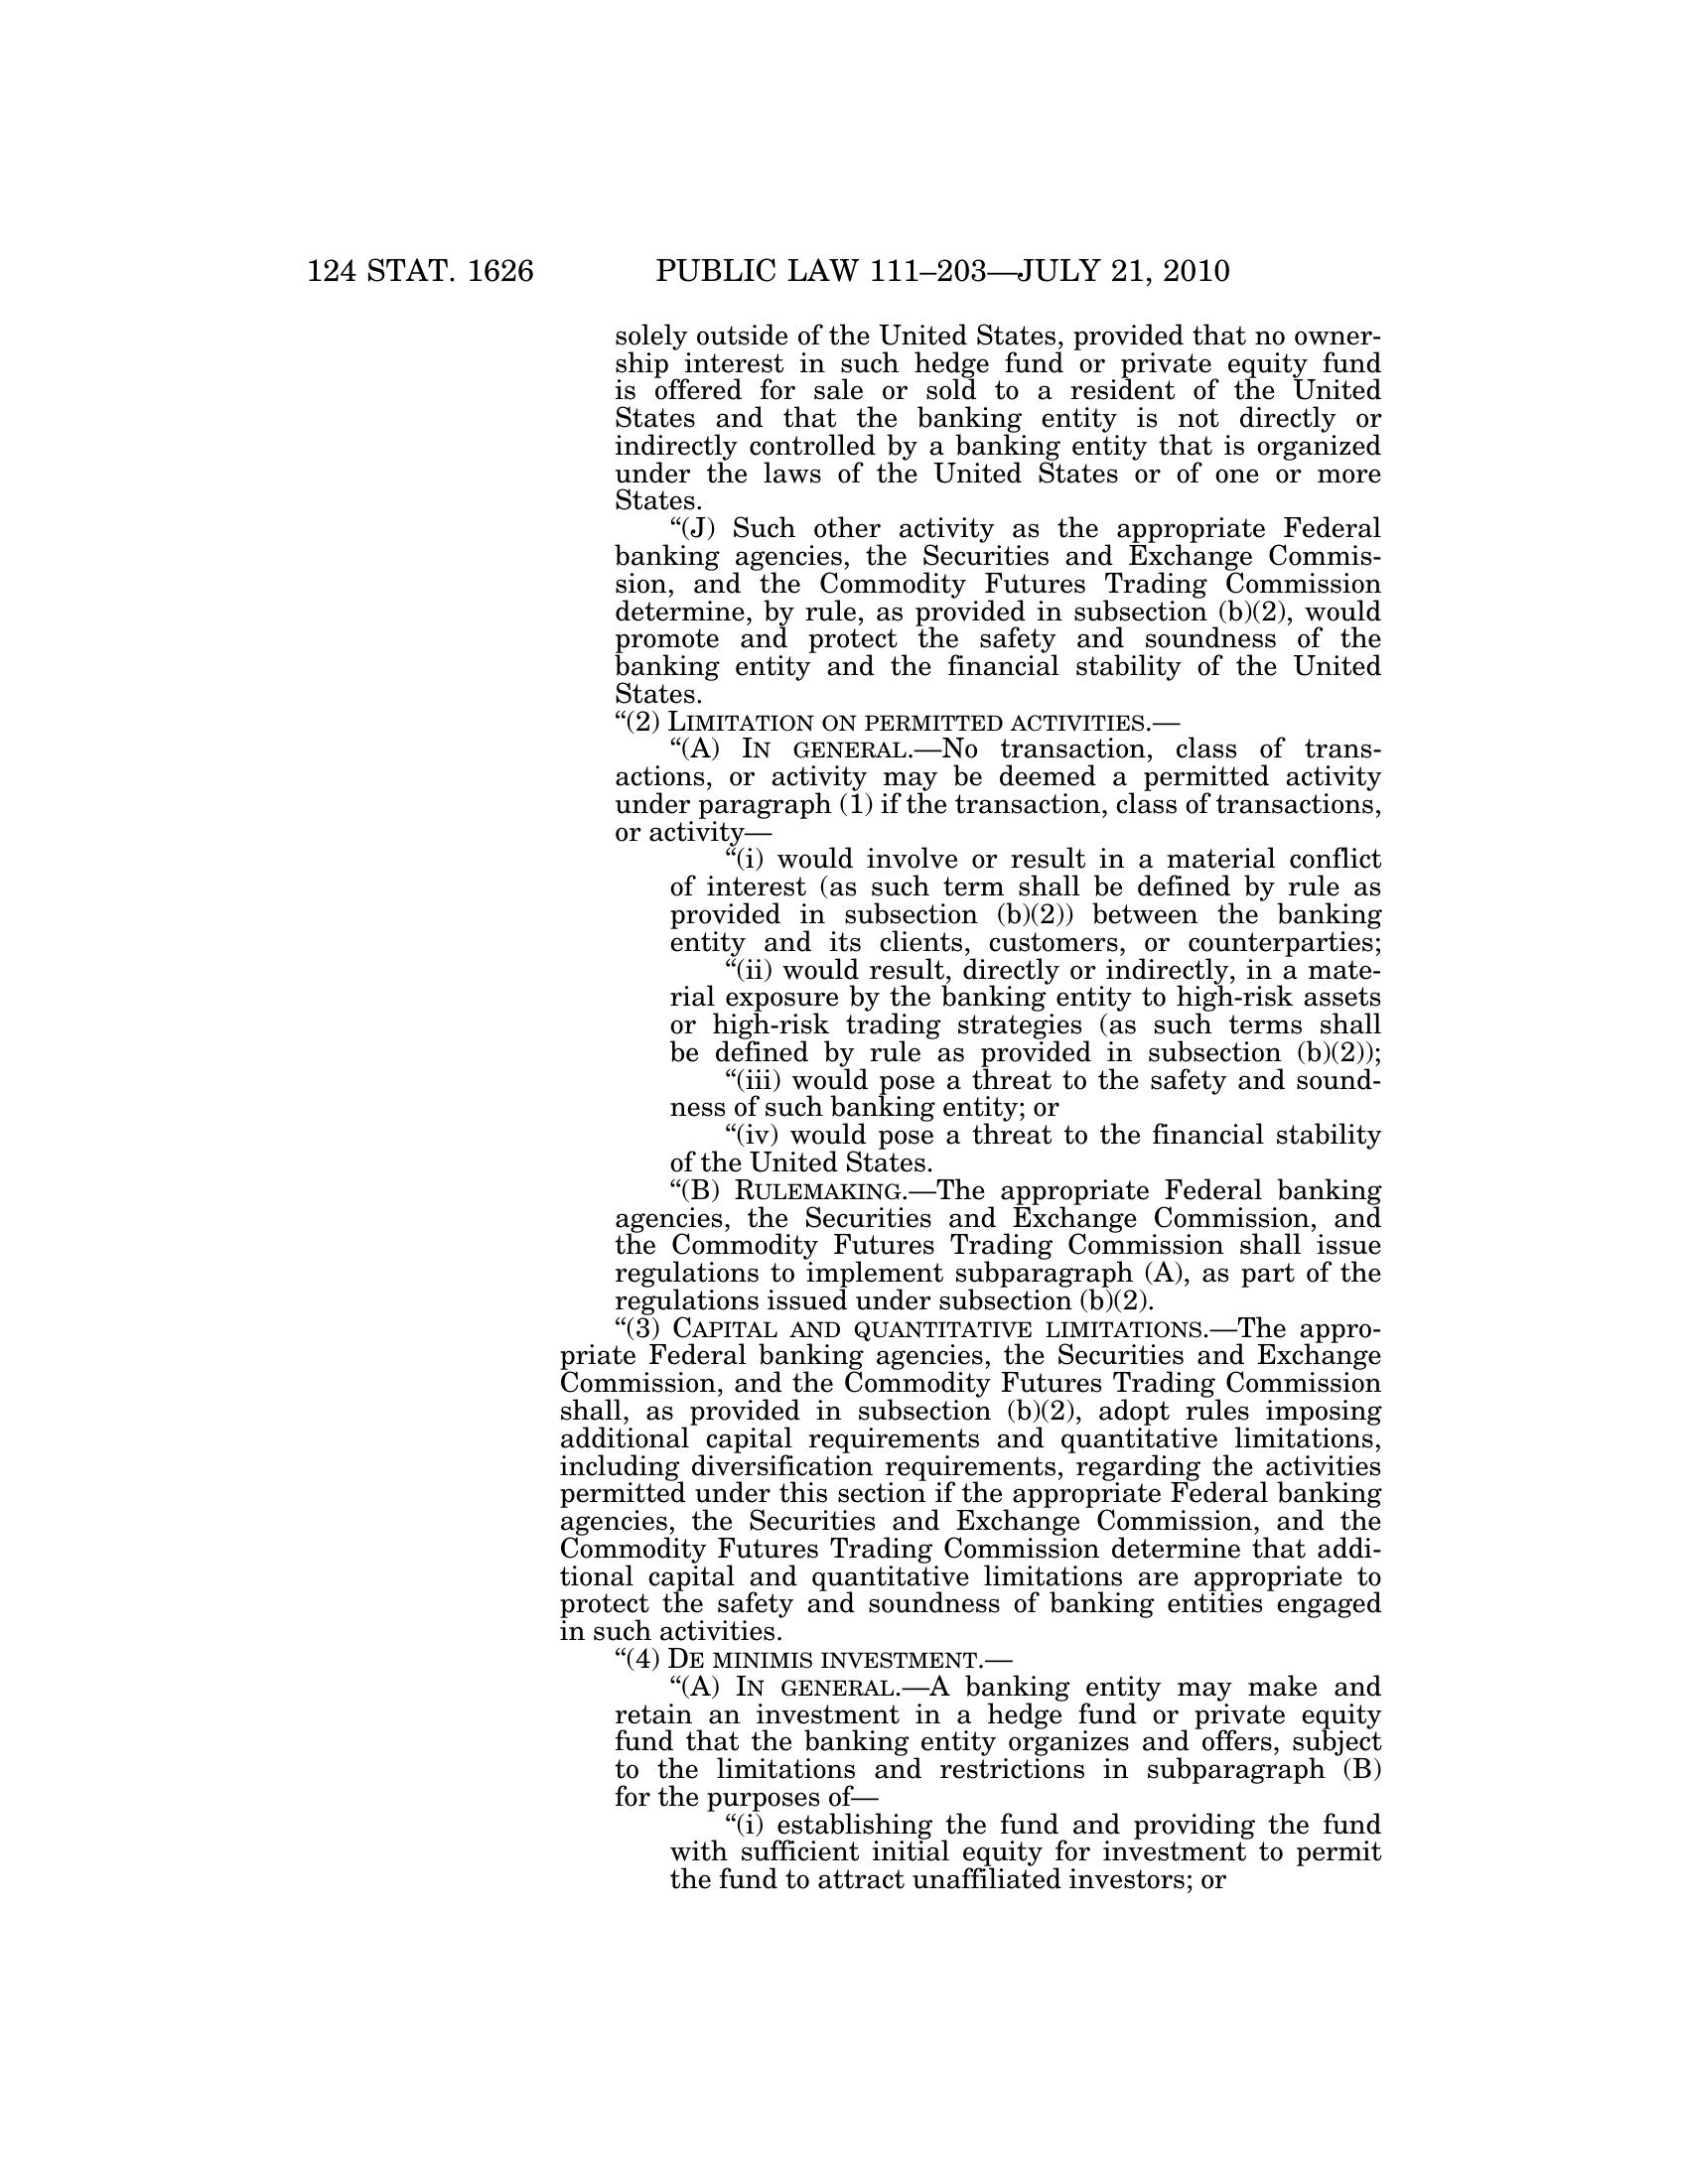 124 STAT. 1626 PUBLIC LAW 111–203—JULY 21, 2010
solely outside of the United States, provided that no owner-
ship interest in such hedge fund or private equity fund
is offered for sale or sold to a resident of the United
States and that the banking entity is not directly or
indirectly controlled by a banking entity that is organized
under the laws of the United States or of one or more
States.
“(J) Such other activity as the appropriate Federal
banking agencies, the Securities and Exchange Commis-
sion, and the Commodity Futures Trading Commission
determine, by rule, as provided in subsection (b)(2), would
promote and protect the safety and soundness of the
banking entity and the financial stability of the United
States.
“(2) LIMITATION ON PERMITTED ACTIVITIES.—
“(A) IN GENERAL.—No transaction, class of trans-
actions, or activity may be deemed a permitted activity
under paragraph (1) if the transaction, class of transactions,
or activity—
“(i) would involve or result in a material conflict
of interest (as such term shall be defined by rule as
provided in subsection (b)(2)) between the banking
entity and its clients, customers, or counterparties;
“(ii) would result, directly or indirectly, in a mate-
rial exposure by the banking entity to high-risk assets
or high-risk trading strategies (as such terms shall
be defined by rule as provided in subsection (b)(2));
“(iii) would pose a threat to the safety and sound-
ness of such banking entity; or
“(iv) would pose a threat to the financial stability
of the United States.
“(B) RULEMAKING.—The appropriate Federal banking
agencies, the Securities and Exchange Commission, and
the Commodity Futures Trading Commission shall issue
regulations to implement subparagraph (A), as part of the
regulations issued under subsection (b)(2).
“(3) CAPITAL AND QUANTITATIVE LIMITATIONS.—The appro-
priate Federal banking agencies, the Securities and Exchange
Commission, and the Commodity Futures Trading Commission
shall, as provided in subsection (b)(2), adopt rules imposing
additional capital requirements and quantitative limitations,
including diversification requirements, regarding the activities
permitted under this section if the appropriate Federal banking
agencies, the Securities and Exchange Commission, and the
Commodity Futures Trading Commission determine that addi-
tional capital and quantitative limitations are appropriate to
protect the safety and soundness of banking entities engaged
in such activities.
“(4) DE MINIMIS INVESTMENT.—
“(A) IN GENERAL.—A banking entity may make and
retain an investment in a hedge fund or private equity
fund that the banking entity organizes and offers, subject
to the limitations and restrictions in subparagraph (B)
for the purposes of—
“(i) establishing the fund and providing the fund
with sufficient initial equity for investment to permit
the fund to attract unaffiliated investors; or